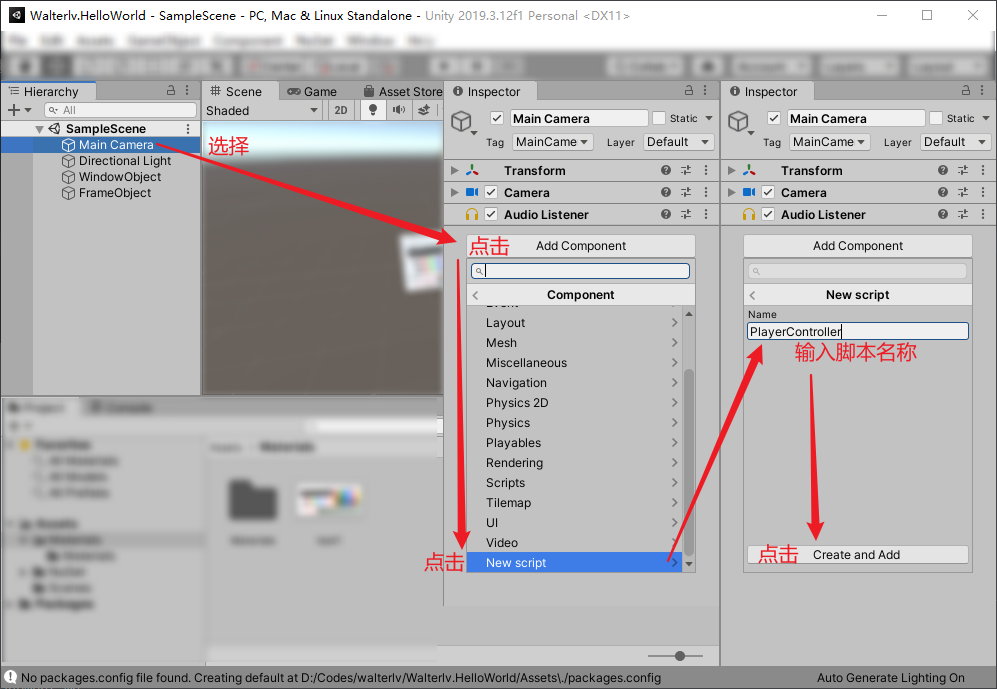 Walterlv.HelloWorld - SampleScene - PC, Mac & Linux Standalone - Unity 2019.3.12f1 Personal <DX11>
Hierarchy
All
SampleScene
Main Camera
Directional Light
WindowObject
FrameObject
选择
Scene
Game
Asset Store
Shaded
2D
Inspector
Main Camera
Static
Tag
MainCame
Layer
Default
Transform
Camera
Audio Listener
Add Component
点击
Component
Layout
Mesh
Miscellaneous
Navigation
Physics 2D
Physics
Playables
Rendering
Scripts
Tilemap
UI
Video
New script
点击
Inspector
Main Camera
Static
Tag
MainCame
Layer
Default
Transform
Camera
Audio Listener
Add Component
New script
Name
PlayerController
输入脚本名称
点击
Create and Add
No packages.config file found. Creating default at D:/Codes/walterlv/Walterlv.HelloWorld/Assets\./packages.config
Auto Generate Lighting On